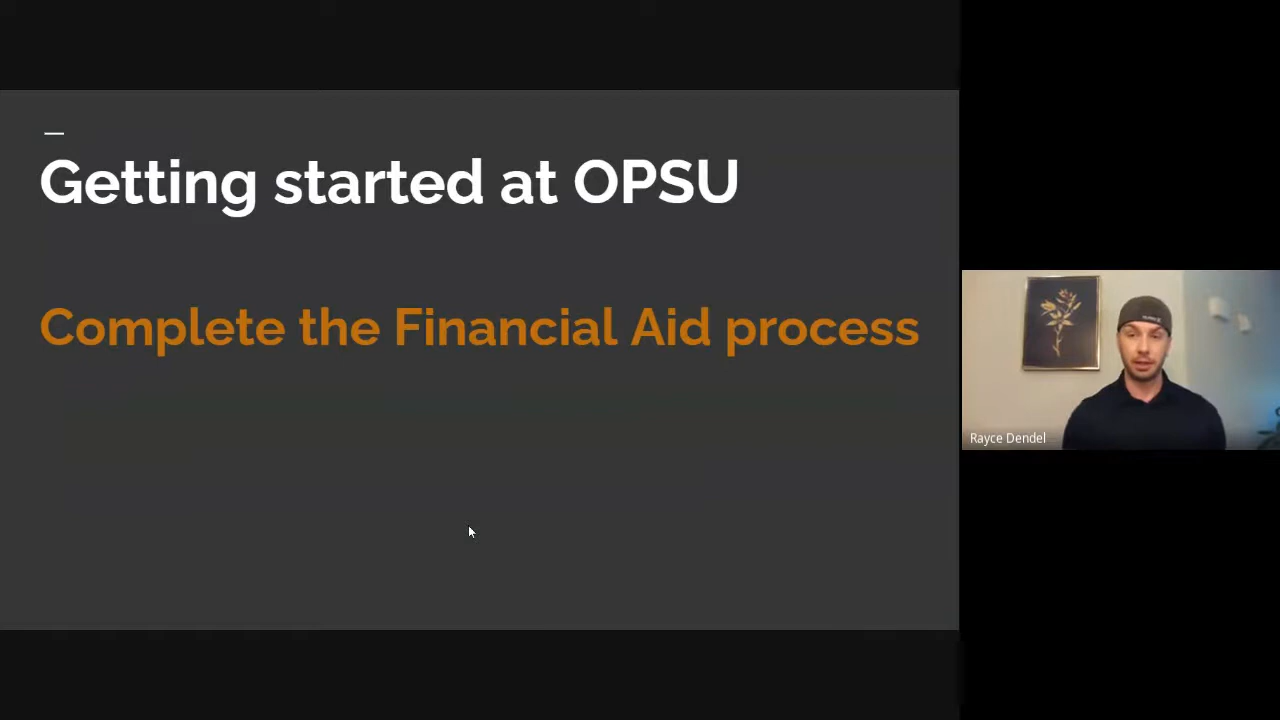 Getting started at OPSU
Complete the Financial Aid process
Rayce Dendel